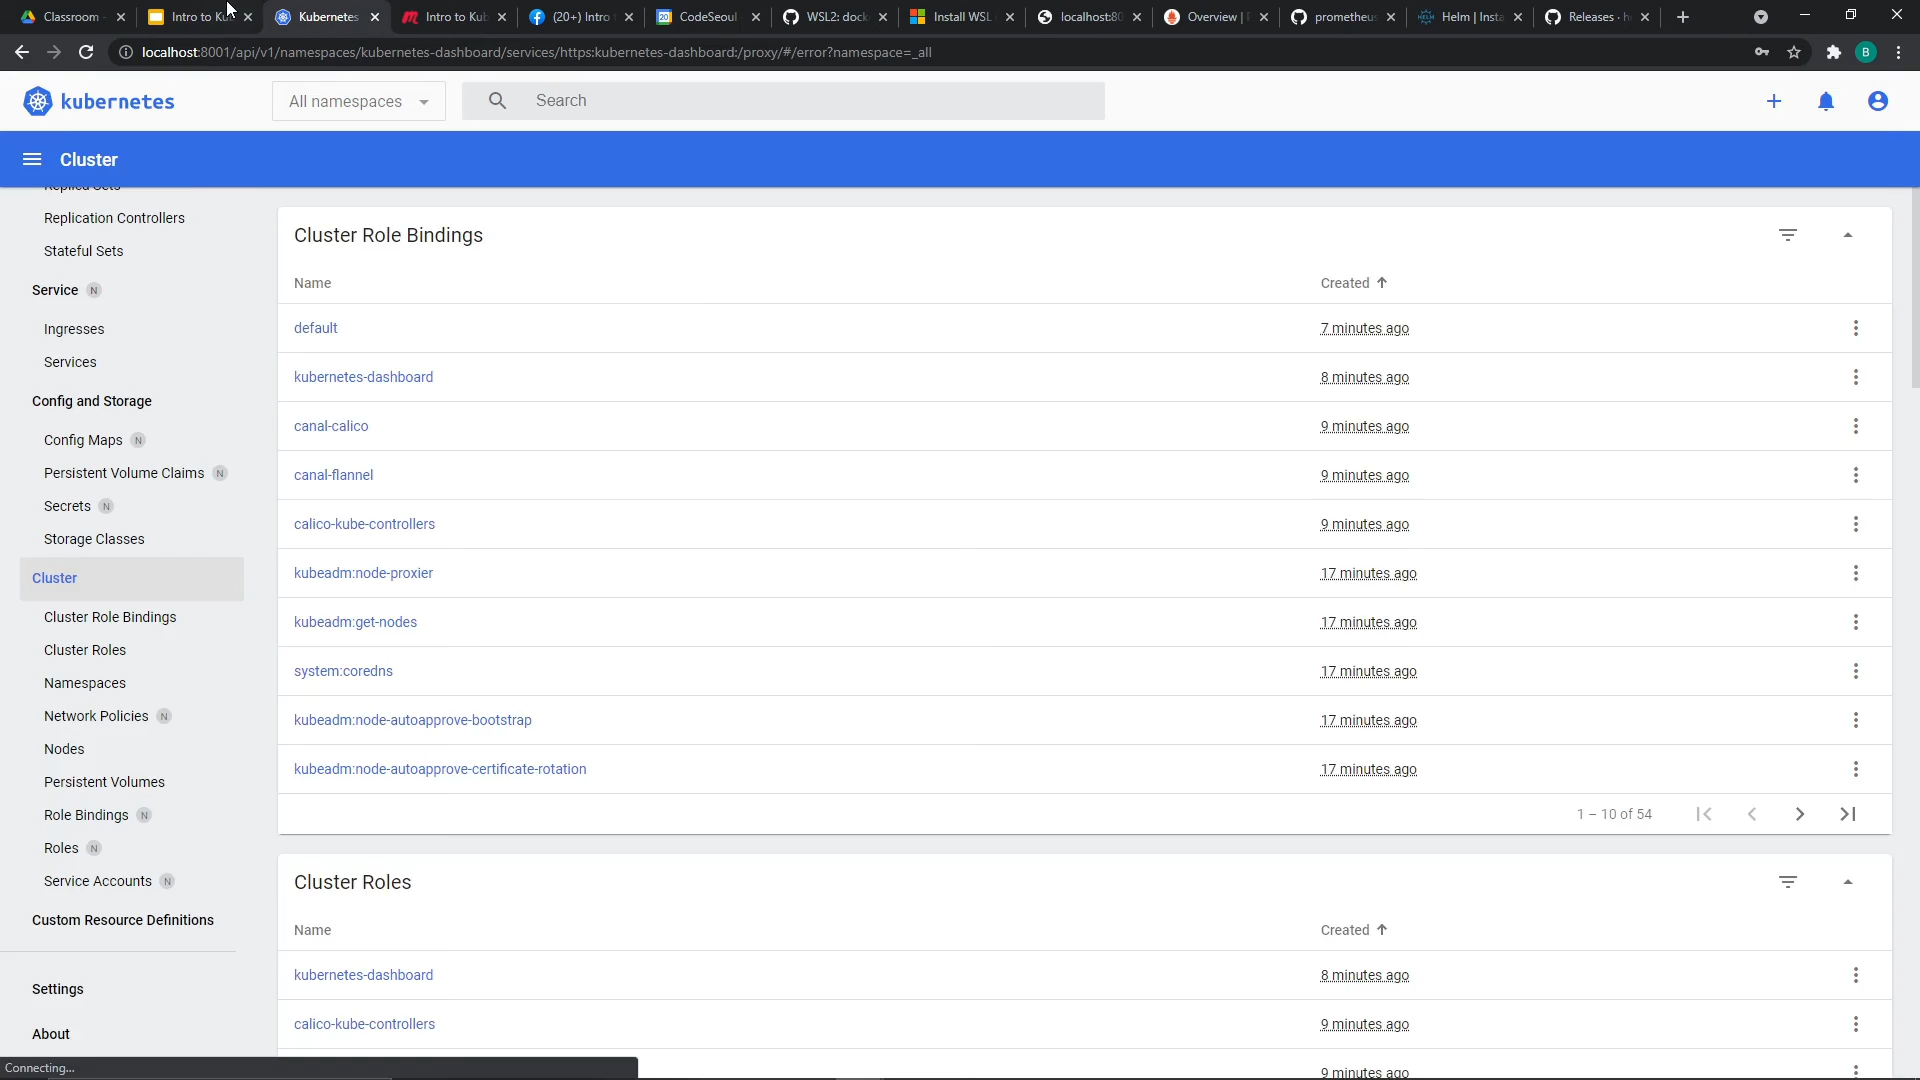 Classroom -
Intro to Ku
Kubernetes
Intro to Kub
(20+) Intro
20
CodeSeoul
WSL2: dock
Install WSL
localhost:80
Overview |
prometheus
HELM
Helm | Insta
Releases · h
localhost:8001/api/v1/namespaces/kubernetes-dashboard/services/https:kubernetes-dashboard:/proxy/#/error?namespace=_all
B
kubernetes
All namespaces
Search
Cluster
Replica Sets
Replication Controllers
Stateful Sets
Service N
Ingresses
Services
Config and Storage
Config Maps N
Persistent Volume Claims N
Secrets N
Storage Classes
Cluster
Cluster Role Bindings
Cluster Roles
Namespaces
Network Policies N
Nodes
Persistent Volumes
Role Bindings N
Roles N
Service Accounts N
Custom Resource Definitions
Settings
About
Connecting...
Cluster Role Bindings
Name Created
default 7 minutes ago
kubernetes-dashboard 8 minutes ago
canal-calico 9 minutes ago
canal-flannel 9 minutes ago
calico-kube-controllers 9 minutes ago
kubeadm:node-proxier 17 minutes ago
kubeadm:get-nodes 17 minutes ago
system:coredns 17 minutes ago
kubeadm:node-autoapprove-bootstrap 17 minutes ago
kubeadm:node-autoapprove-certificate-rotation 17 minutes ago
1 – 10 of 54
Cluster Roles
Name Created
kubernetes-dashboard 8 minutes ago
calico-kube-controllers 9 minutes ago
9 minutes ago